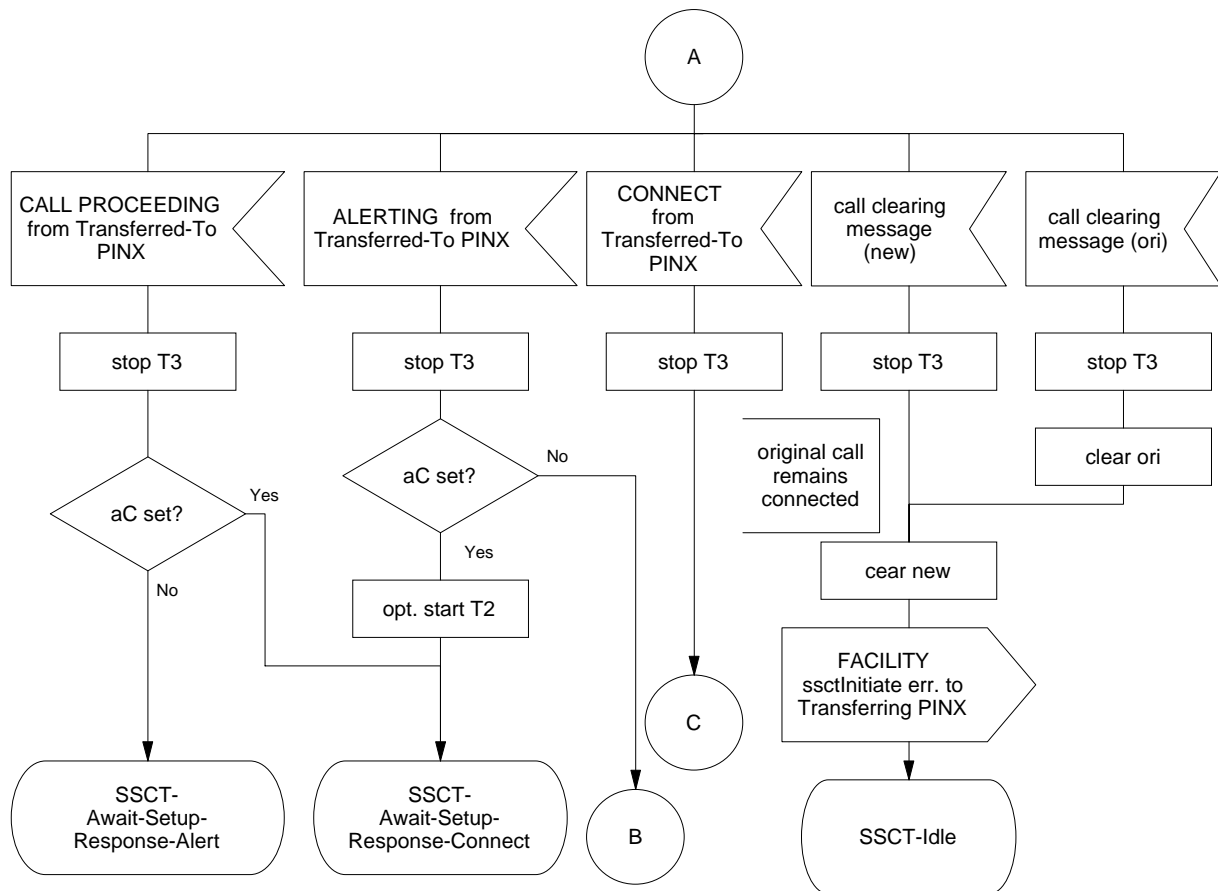 A
CALL PROCEEDING
from Transferred-To
PINX
ALERTING from
Transferred-To PINX
CONNECT
from
Transferred-To
PINX
call clearing
message
(new)
call clearing
message (ori)
stop T3
stop T3
stop T3
stop T3
stop T3
aC set?
Yes
No
aC set?
No
Yes
original call
remains
connected
clear ori
opt. start T2
cear new
FACILITY
ssctInitiate err. to
Transferring PINX
C
B
SSCT-
Await-Setup-
Response-Alert
SSCT-
Await-Setup-
Response-Connect
SSCT-Idle